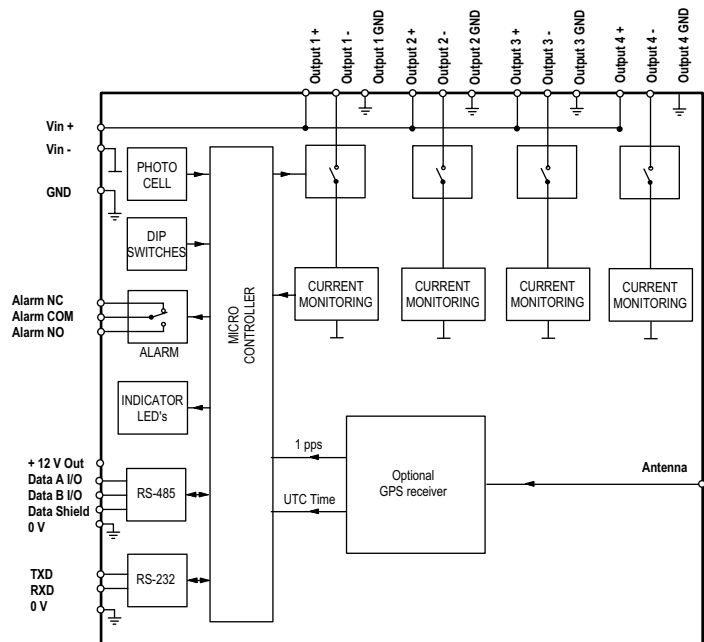 Output 1 +
Output 1 -
Output 1 GND
Output 2 +
Output 2 -
Output 2 GND
Output 3 +
Output 3 -
Output 3 GND
Output 4 +
Output 4 -
Output 4 GND
Vin +
Vin -
GND
PHOTO
CELL
DIP
SWITCHES
Alarm NC
Alarm COM
Alarm NO
ALARM
MICRO
CONTROLLER
CURRENT
MONITORING
CURRENT
MONITORING
CURRENT
MONITORING
CURRENT
MONITORING
INDICATOR
LED's
+ 12 V Out
Data A I/O
Data B I/O
Data Shield
0 V
RS-485
1 pps
UTC Time
Optional
GPS receiver
Antenna
TXD
RXD
0 V
RS-232